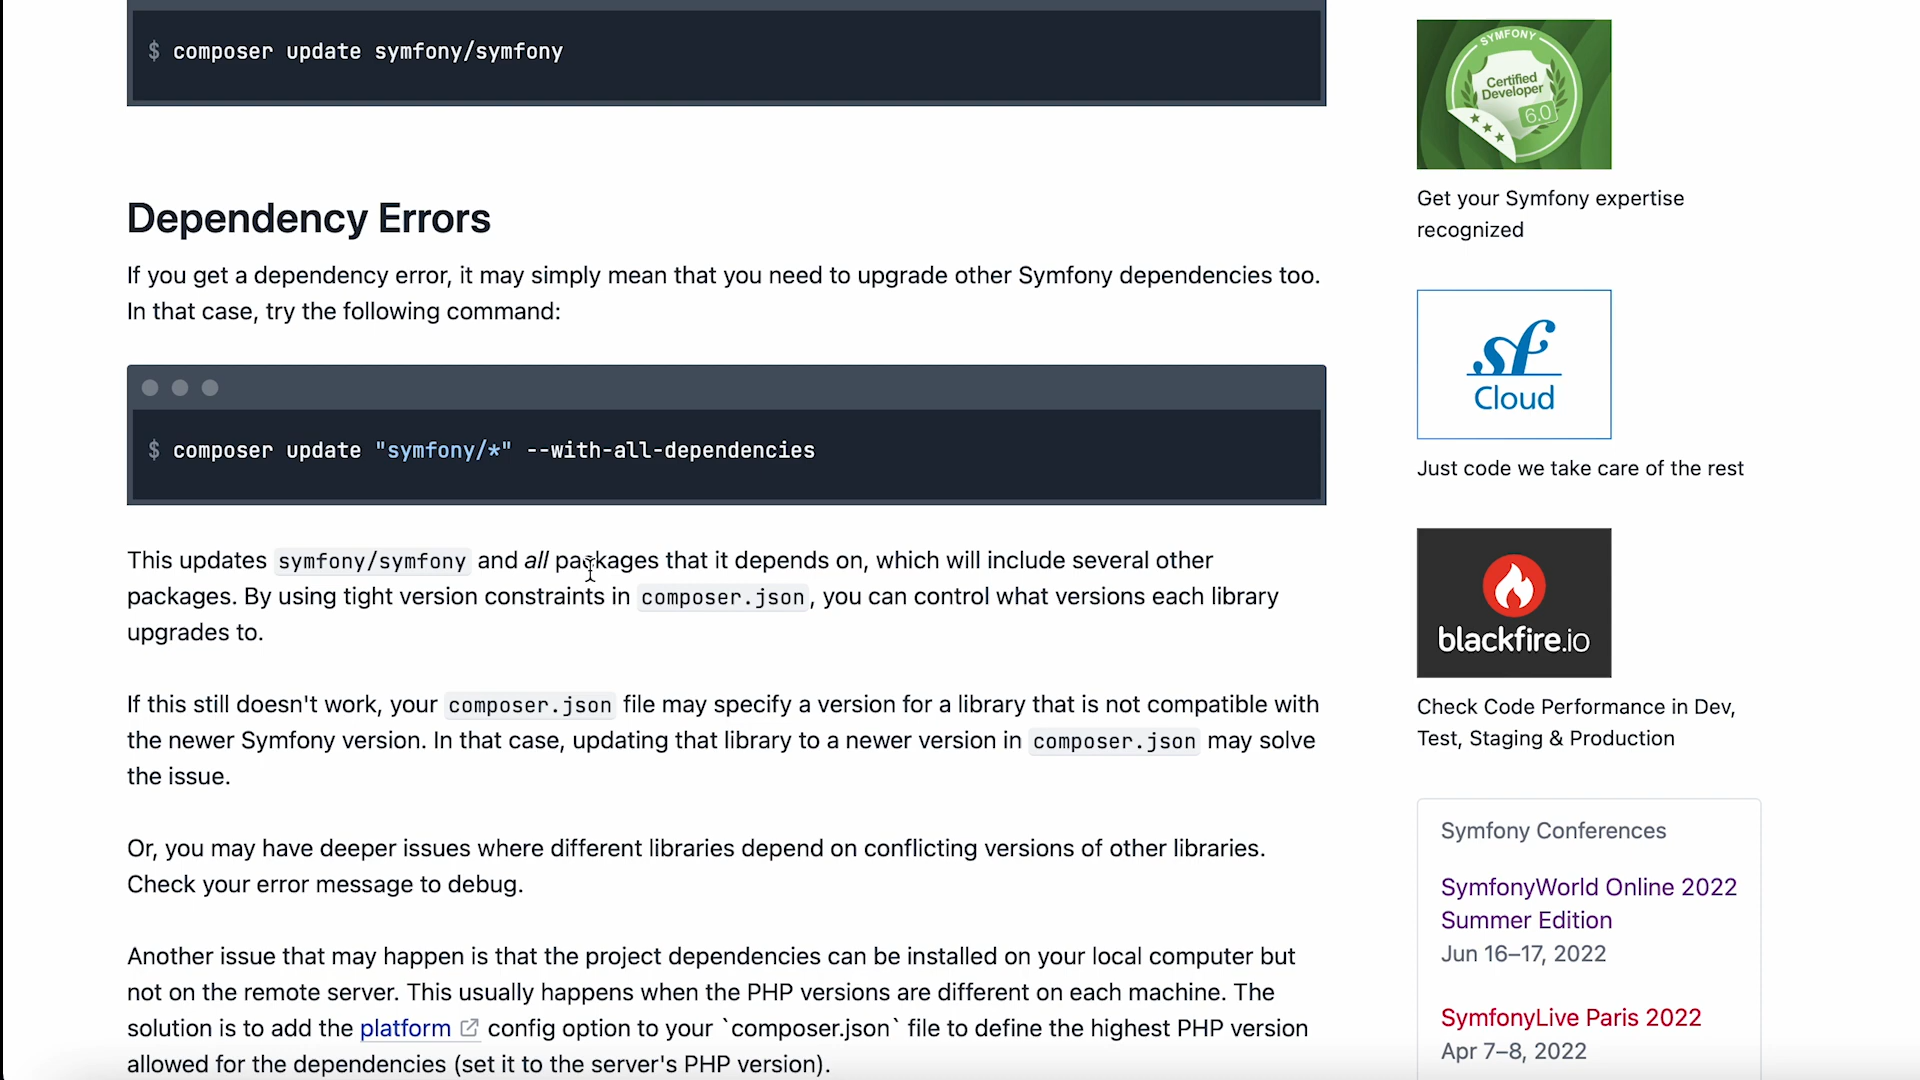 $ composer update symfony/symfony
Dependency Errors
If you get a dependency error, it may simply mean that you need to upgrade other Symfony dependencies too.
In that case, try the following command:
$ composer update "symfony/*" --with-all-dependencies
This updates symfony/symfony and all packages that it depends on, which will include several other
packages. By using tight version constraints in composer.json, you can control what versions each library
upgrades to.
If this still doesn't work, your composer.json file may specify a version for a library that is not compatible with
the newer Symfony version. In that case, updating that library to a newer version in composer.json may solve
the issue.
Or, you may have deeper issues where different libraries depend on conflicting versions of other libraries.
Check your error message to debug.
Another issue that may happen is that the project dependencies can be installed on your local computer but
not on the remote server. This usually happens when the PHP versions are different on each machine. The
solution is to add the platform config option to your `composer.json` file to define the highest PHP version
allowed for the dependencies (set it to the server's PHP version).
SYMFONY
Certified
Developer
6.0
Get your Symfony expertise
recognized
sf
Cloud
Just code we take care of the rest
blackfire.io
Check Code Performance in Dev,
Test, Staging & Production
Symfony Conferences
SymfonyWorld Online 2022
Summer Edition
Jun 16–17, 2022
SymfonyLive Paris 2022
Apr 7–8, 2022